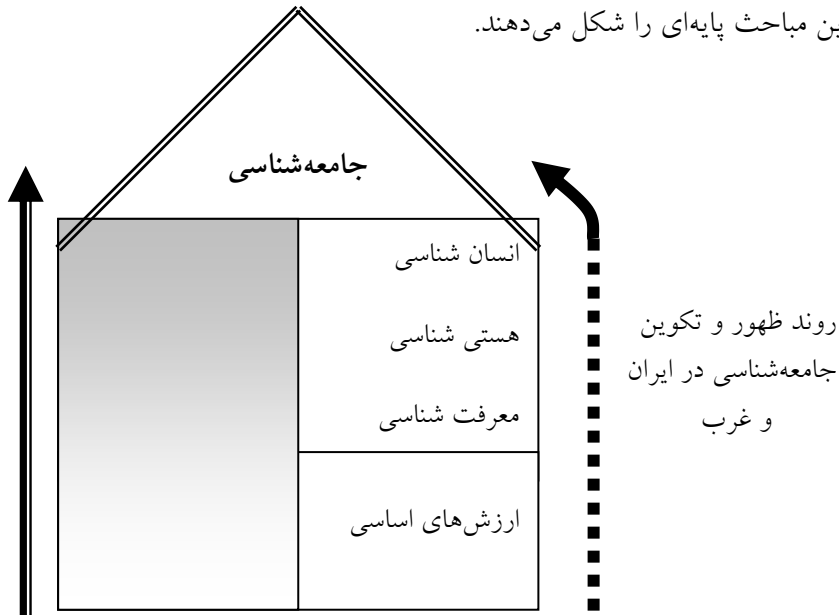 ین مباحث پایه‌ای را شکل می‌دهند.
جامعه‌شناسی
انسان شناسی
هستی شناسی
معرفت شناسی
ارزش‌های اساسی
روند ظهور و تکوین
جامعه‌شناسی در ایران
و غرب